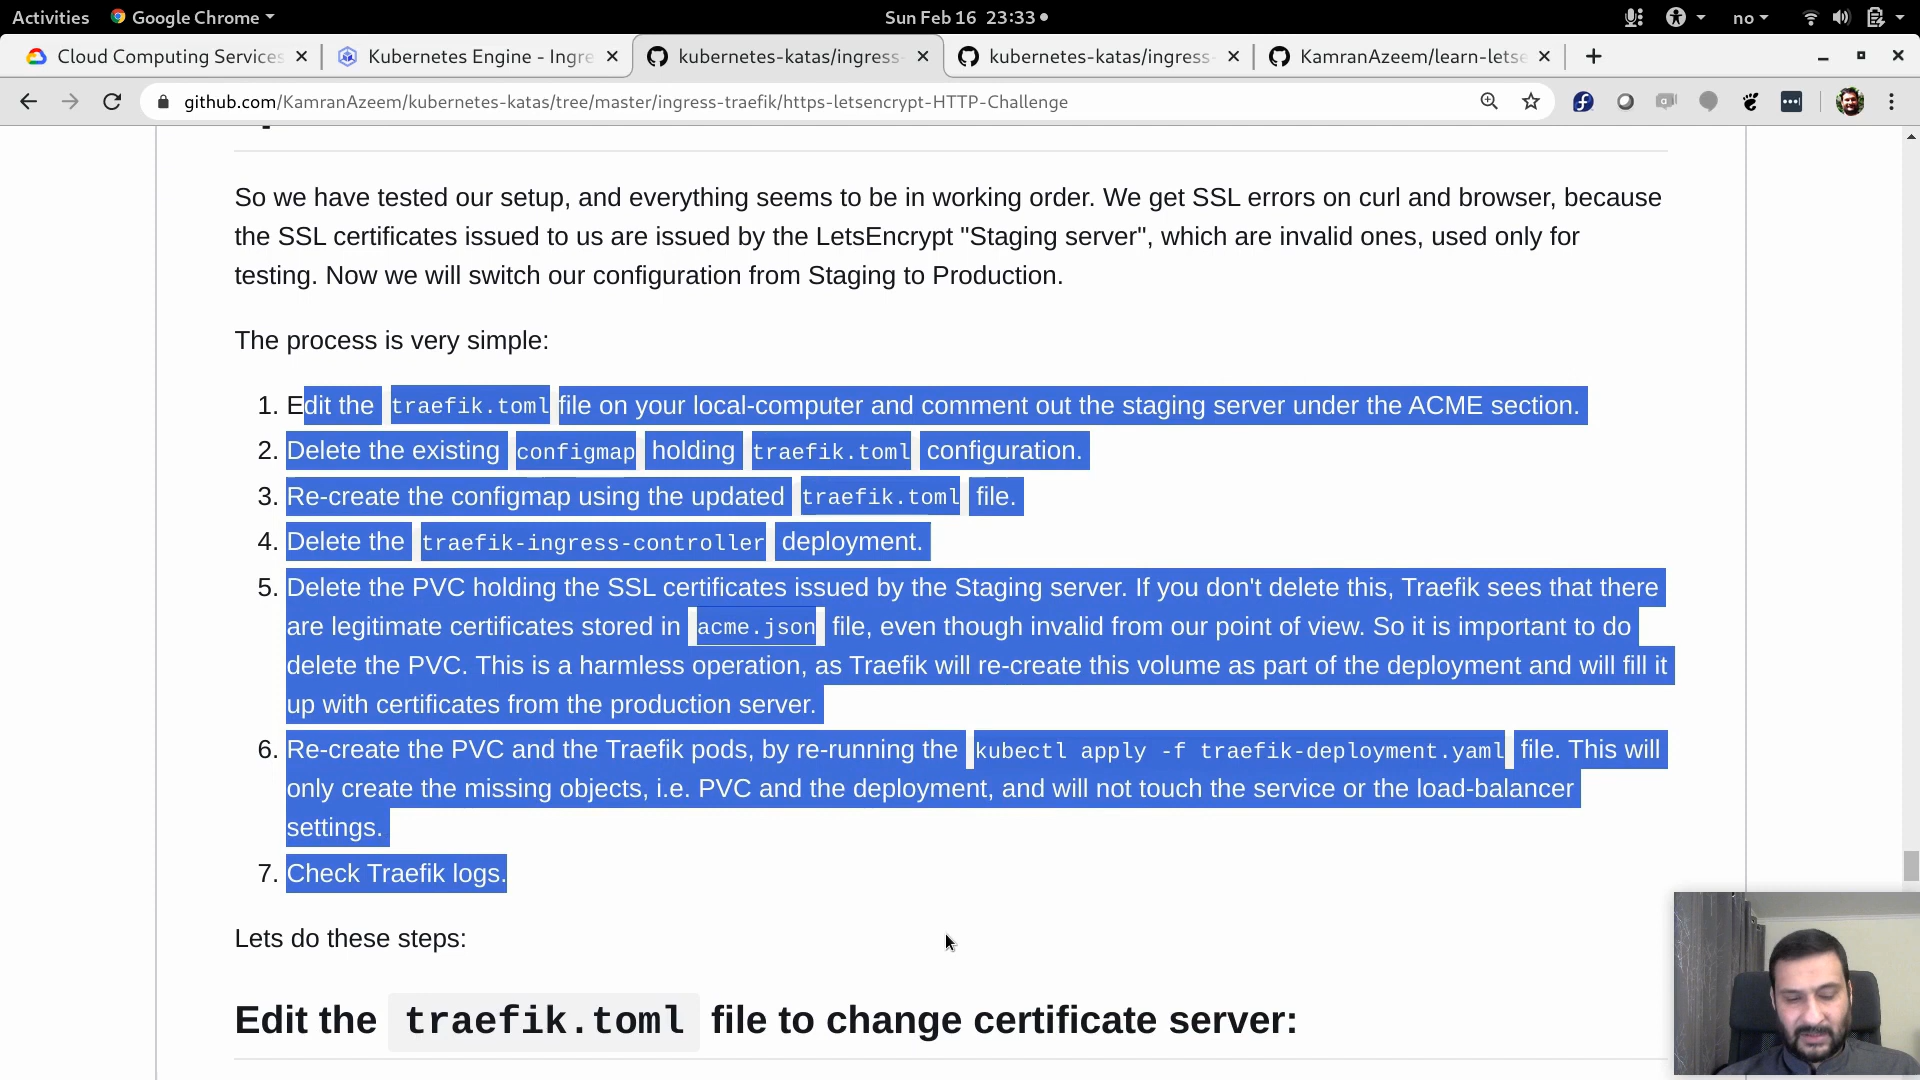 Activities Google Chrome Sun Feb 16 23:33 no
Cloud Computing Services Kubernetes Engine - Ingre kubernetes-katas/ingress- kubernetes-katas/ingress- KamranAzeem/learn-letse
github.com/KamranAzeem/kubernetes-katas/tree/master/ingress-traefik/https-letsencrypt-HTTP-Challenge
So we have tested our setup, and everything seems to be in working order. We get SSL errors on curl and browser, because
the SSL certificates issued to us are issued by the LetsEncrypt "Staging server", which are invalid ones, used only for
testing. Now we will switch our configuration from Staging to Production.
The process is very simple:
1. Edit the traefik.toml file on your local-computer and comment out the staging server under the ACME section.
2. Delete the existing configmap holding traefik.toml configuration.
3. Re-create the configmap using the updated traefik.toml file.
4. Delete the traefik-ingress-controller deployment.
5. Delete the PVC holding the SSL certificates issued by the Staging server. If you don't delete this, Traefik sees that there
are legitimate certificates stored in acme.json file, even though invalid from our point of view. So it is important to do
delete the PVC. This is a harmless operation, as Traefik will re-create this volume as part of the deployment and will fill it
up with certificates from the production server.
6. Re-create the PVC and the Traefik pods, by re-running the kubectl apply -f traefik-deployment.yaml file. This will
only create the missing objects, i.e. PVC and the deployment, and will not touch the service or the load-balancer
settings.
7. Check Traefik logs.
Lets do these steps:
Edit the traefik.toml file to change certificate server: